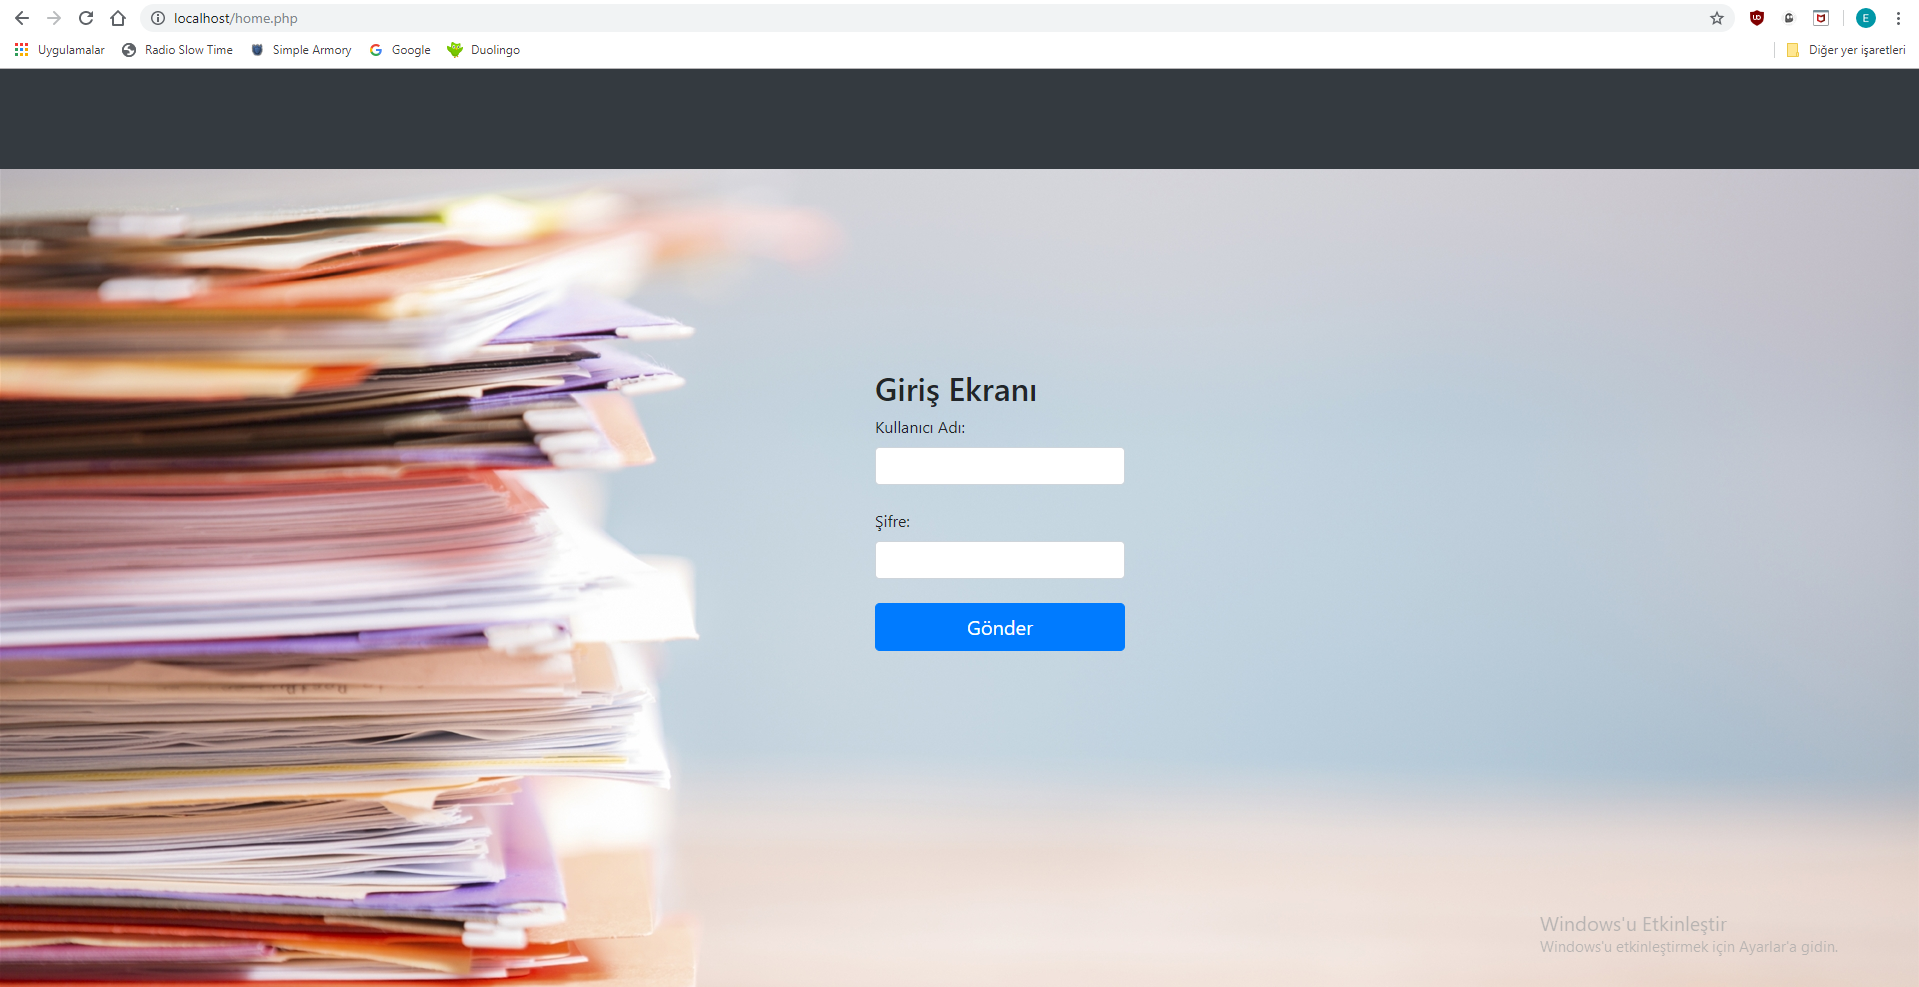 localhost/home.php
Uygulamalar Radio Slow Time Simple Armory Google Duolingo Diğer yer işaretleri
Giriş Ekranı
Kullanıcı Adı:
Şifre:
Gönder
Windows'u Etkinleştir
Windows'u etkinleştirmek için Ayarlar'a gidin.